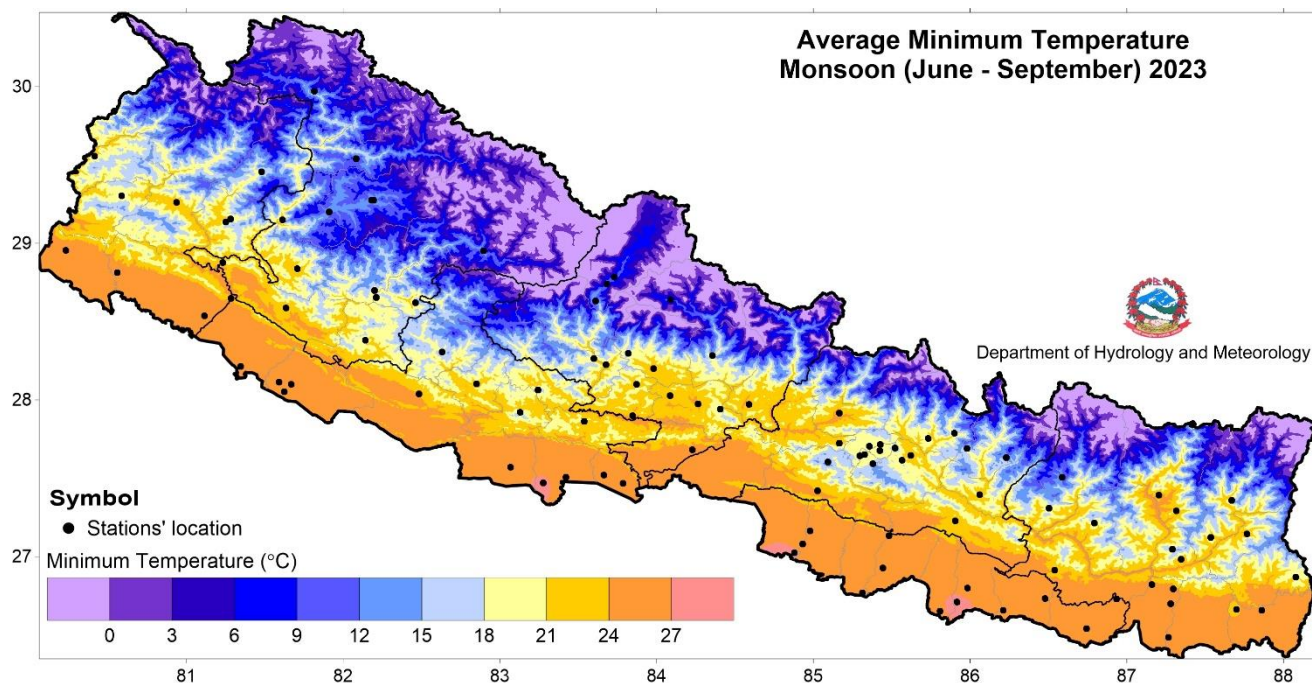 Average Minimum Temperature
Monsoon (June - September) 2023
30
29
28
27
Department of Hydrology and Meteorology
Symbol
Stations' location
Minimum Temperature (°C)
0 3 6 9 12 15 18 21 24 27
81 82 83 84 85 86 87 88